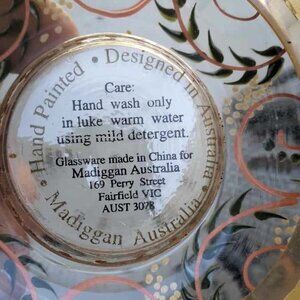 • Hand Painted • Designed in Australia •
Madiggan Australia
Care:
Hand wash only
in luke warm water
using mild detergent.
Glassware made in China for
Madiggan Australia
169 Perry Street
Fairfield VIC
AUST 3078